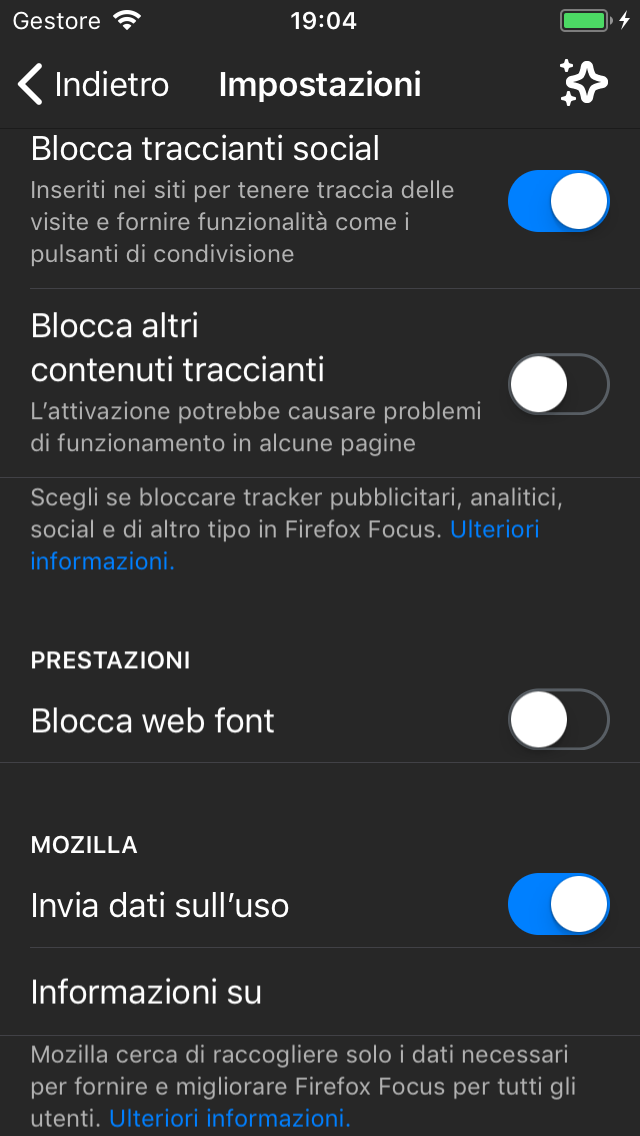 Gestore 19:04
Indietro Impostazioni
Blocca traccianti social
Inseriti nei siti per tenere traccia delle
visite e fornire funzionalità come i
pulsanti di condivisione
Blocca altri
contenuti traccianti
L’attivazione potrebbe causare problemi
di funzionamento in alcune pagine
Scegli se bloccare tracker pubblicitari, analitici,
social e di altro tipo in Firefox Focus. Ulteriori
informazioni.
PRESTAZIONI
Blocca web font
MOZILLA
Invia dati sull’uso
Informazioni su
Mozilla cerca di raccogliere solo i dati necessari
per fornire e migliorare Firefox Focus per tutti gli
utenti. Ulteriori informazioni.